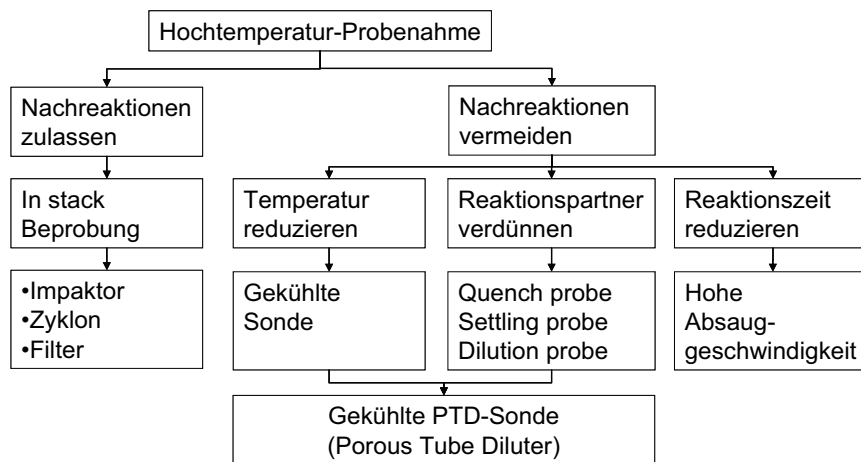 Hochtemperatur-Probenahme
Nachreaktionen
zulassen
Nachreaktionen
vermeiden
In stack
Beprobung
Temperatur
reduzieren
Reaktionspartner
verdünnen
Reaktionszeit
reduzieren
•Impaktor
•Zyklon
•Filter
Gekühlte
Sonde
Quench probe
Settling probe
Dilution probe
Hohe
Absaug-
geschwindigkeit
Gekühlte PTD-Sonde
(Porous Tube Diluter)